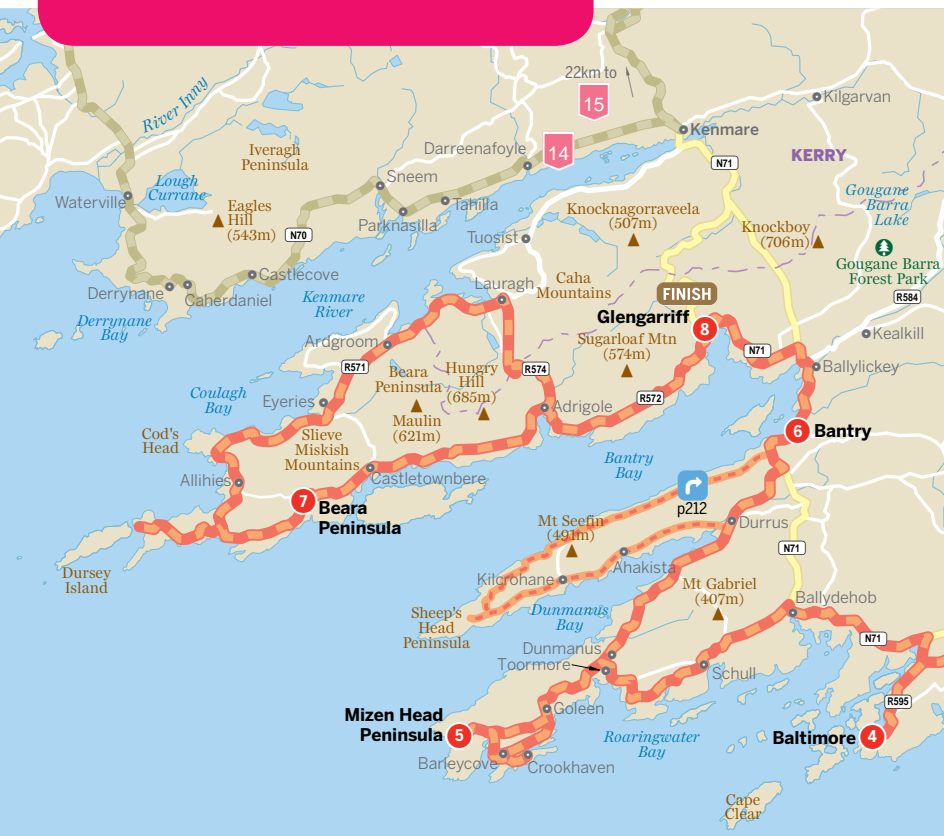 22km to
15
14
Kilgarvan
Kenmare
River Inny
Iveragh
Peninsula
Darreenafoyle
N71
KERRY
Sneem
Lough
Currane
Waterville
Eagles
Hill
(543m)
N70
Parknasilla
Tahilla
Knocknagorraveela
(507m)
Knockboy
(706m)
Gougane
Barra
Lake
Tuosist
Gougane Barra
Forest Park
R584
Castlecove
Derrynane
Caherdaniel
Derrynane
Bay
Kenmare
River
Lauragh
Caha
Mountains
FINISH
Glengarriff
8
Sugarloaf Mtn
(574m)
N71
Kealkill
Ballylickey
Ardgroom
R571
Beara
Peninsula
Hungry
Hill
(685m)
R574
R572
Maulin
(621m)
Adrigole
Coulagh
Bay
Eyeries
Cod's
Head
Slieve
Miskish
Mountains
6
Bantry
Bantry
Bay
Allihies
Castletownbere
7
Beara
Peninsula
p212
Durrus
Mt Seefin
(491m)
N71
Dursey
Island
Kilcrohane
Ahakista
Mt Gabriel
(407m)
Sheep's
Head
Peninsula
Dunmanus
Bay
Ballydehob
N71
Dunmanus
Toormore
Schull
R595
Goleen
Mizen Head
Peninsula
5
Roaringwater
Bay
Baltimore
4
Barleycove
Crookhaven
Cape
Clear